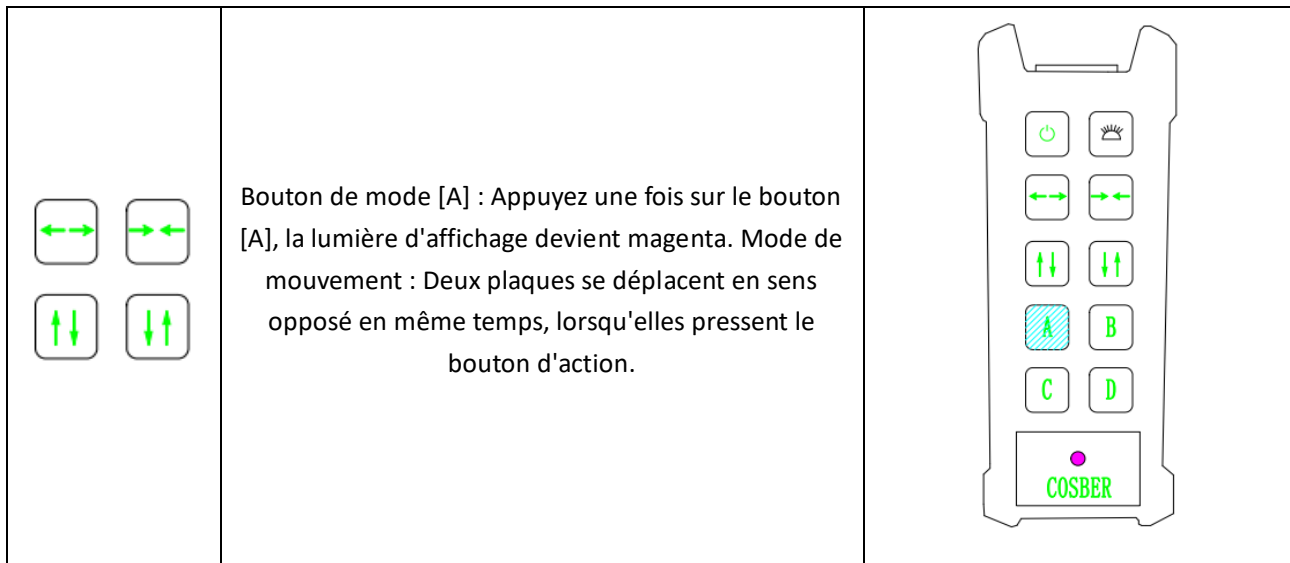 Bouton de mode [A] : Appuyez une fois sur le bouton
[A], la lumière d'affichage devient magenta. Mode de
mouvement : Deux plaques se déplacent en sens
opposé en même temps, lorsqu'elles pressent le
bouton d'action.
A B
C D
COSBER